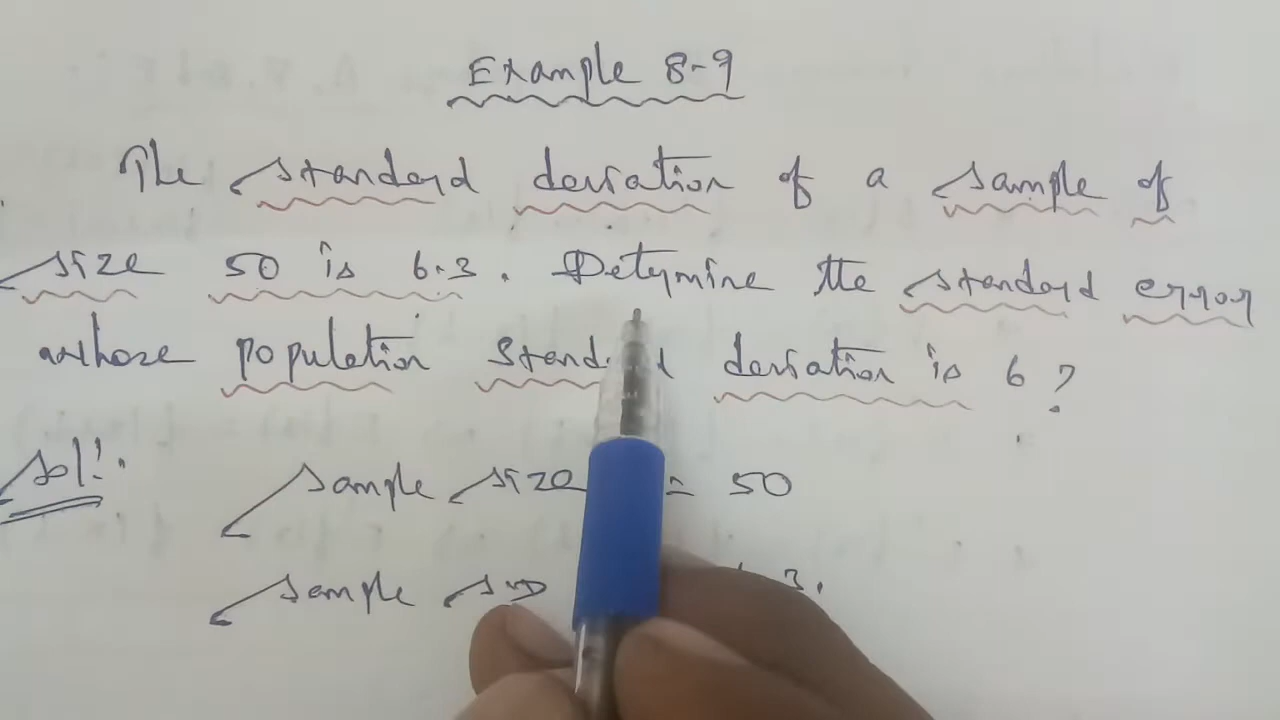 Example 8.9
The standard deviation of a sample of
size 50 is 6.3. Determine the standard error
whose population standard deviation is 6?
Sol:
sample size = 50
sample S.D 3.